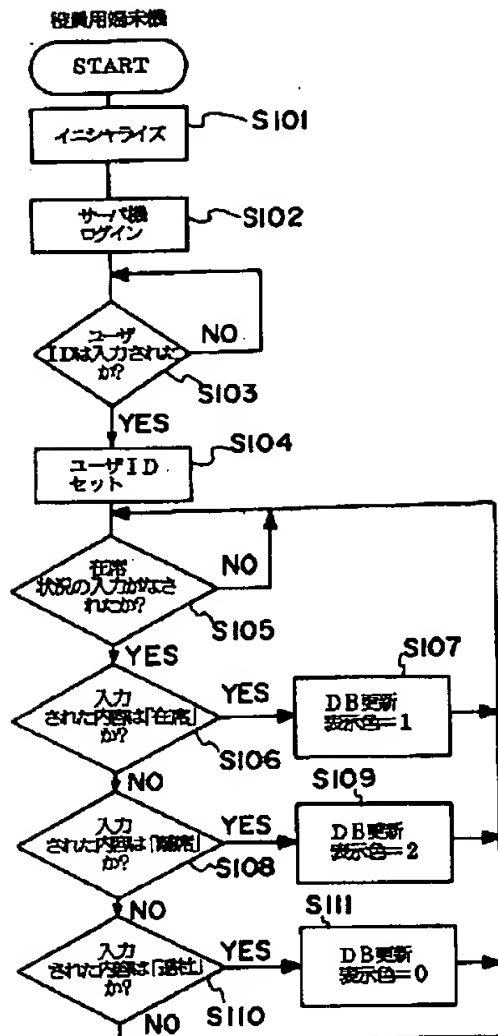 役員用端末機
START
イニシャライズ
S101
サーバ機
ログイン
S102
ユーザ
IDは入力された
か?
NO
S103
YES
S104
ユーザID
セット
在席
状況の入力がな
されたか?
NO
S105
YES
S107
入力
された内容は「在席」
か?
YES
DB更新
表示色=1
S106
NO
S109
入力
された内容は「離席」
か?
YES
DB更新
表示色=2
S108
NO
S111
入力
された内容は「退社」
か?
YES
DB更新
表示色=0
S110
NO